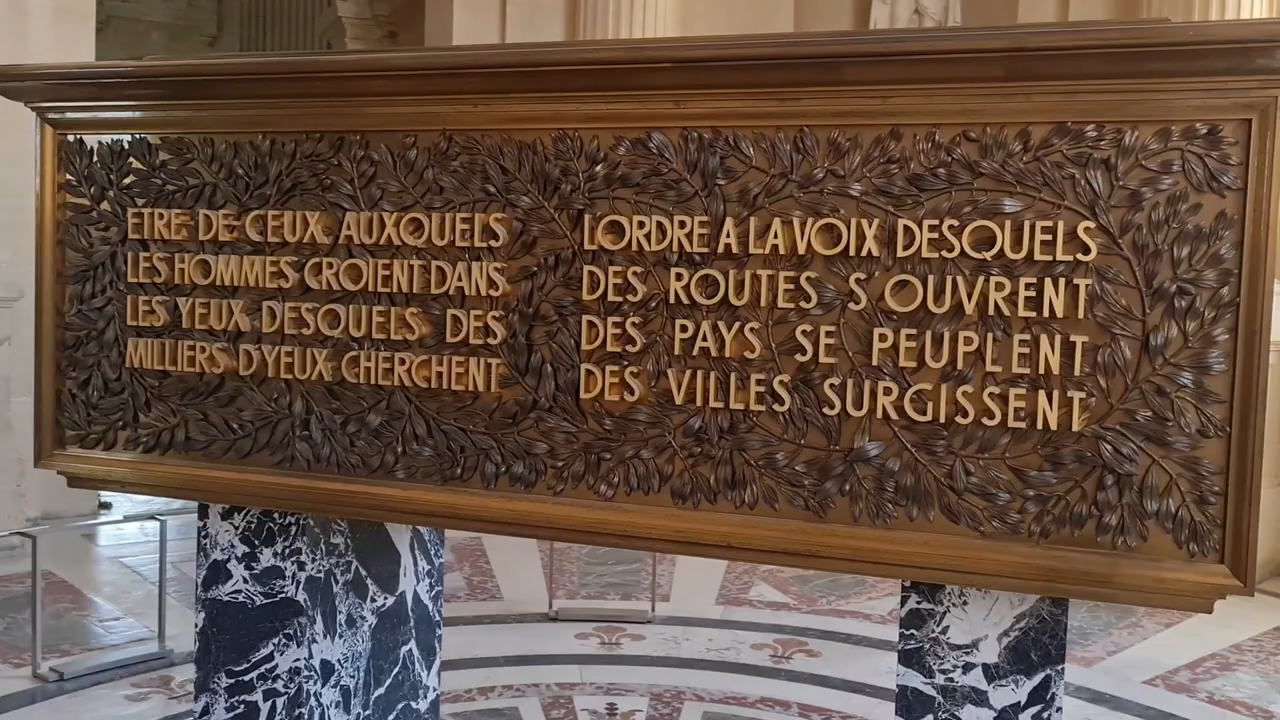 ETRE DE CEUX AUXQUELS
LES HOMMES CROIENT DANS
LES YEUX DESQUELS DES
MILLIERS D'YEUX CHERCHENT
L'ORDRE A LA VOIX DESQUELS
DES ROUTES S'OUVRENT
DES PAYS SE PEUPLENT
DES VILLES SURGISSENT